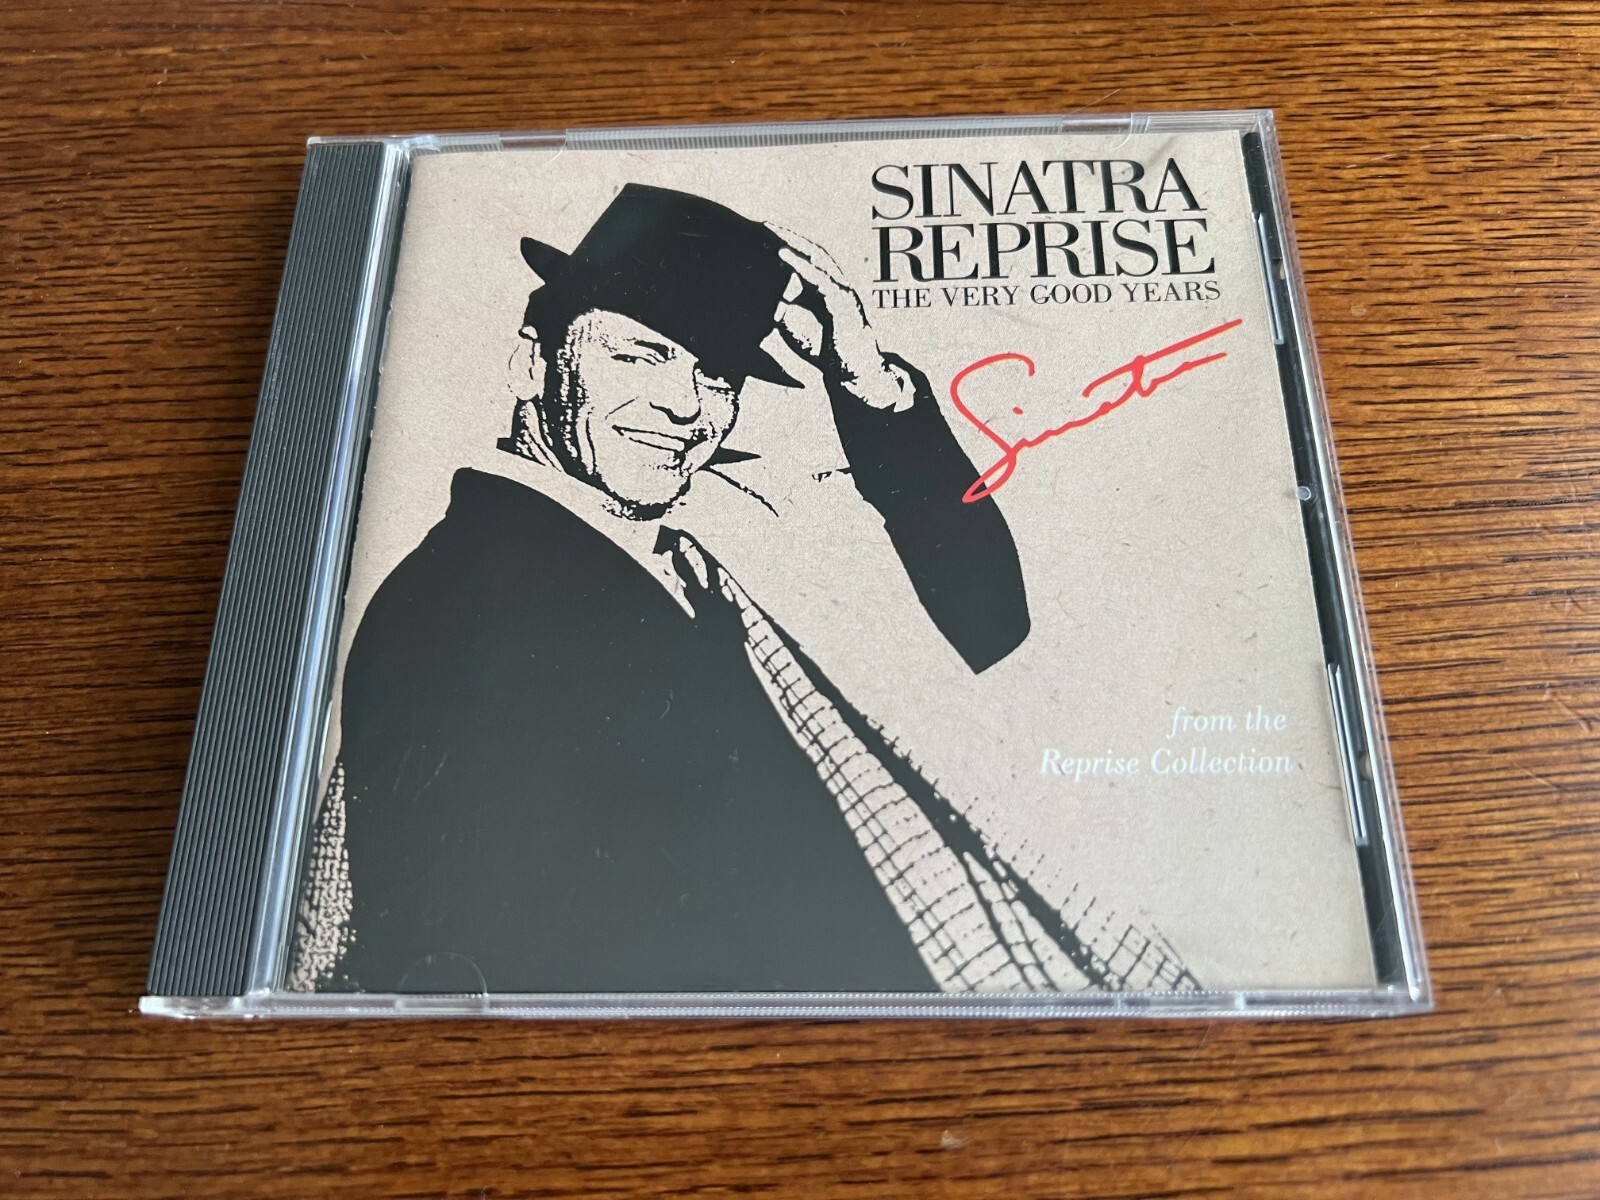 SINATRA
REPRISE
THE VERY GOOD YEARS
Sinatra
from the
Reprise Collection